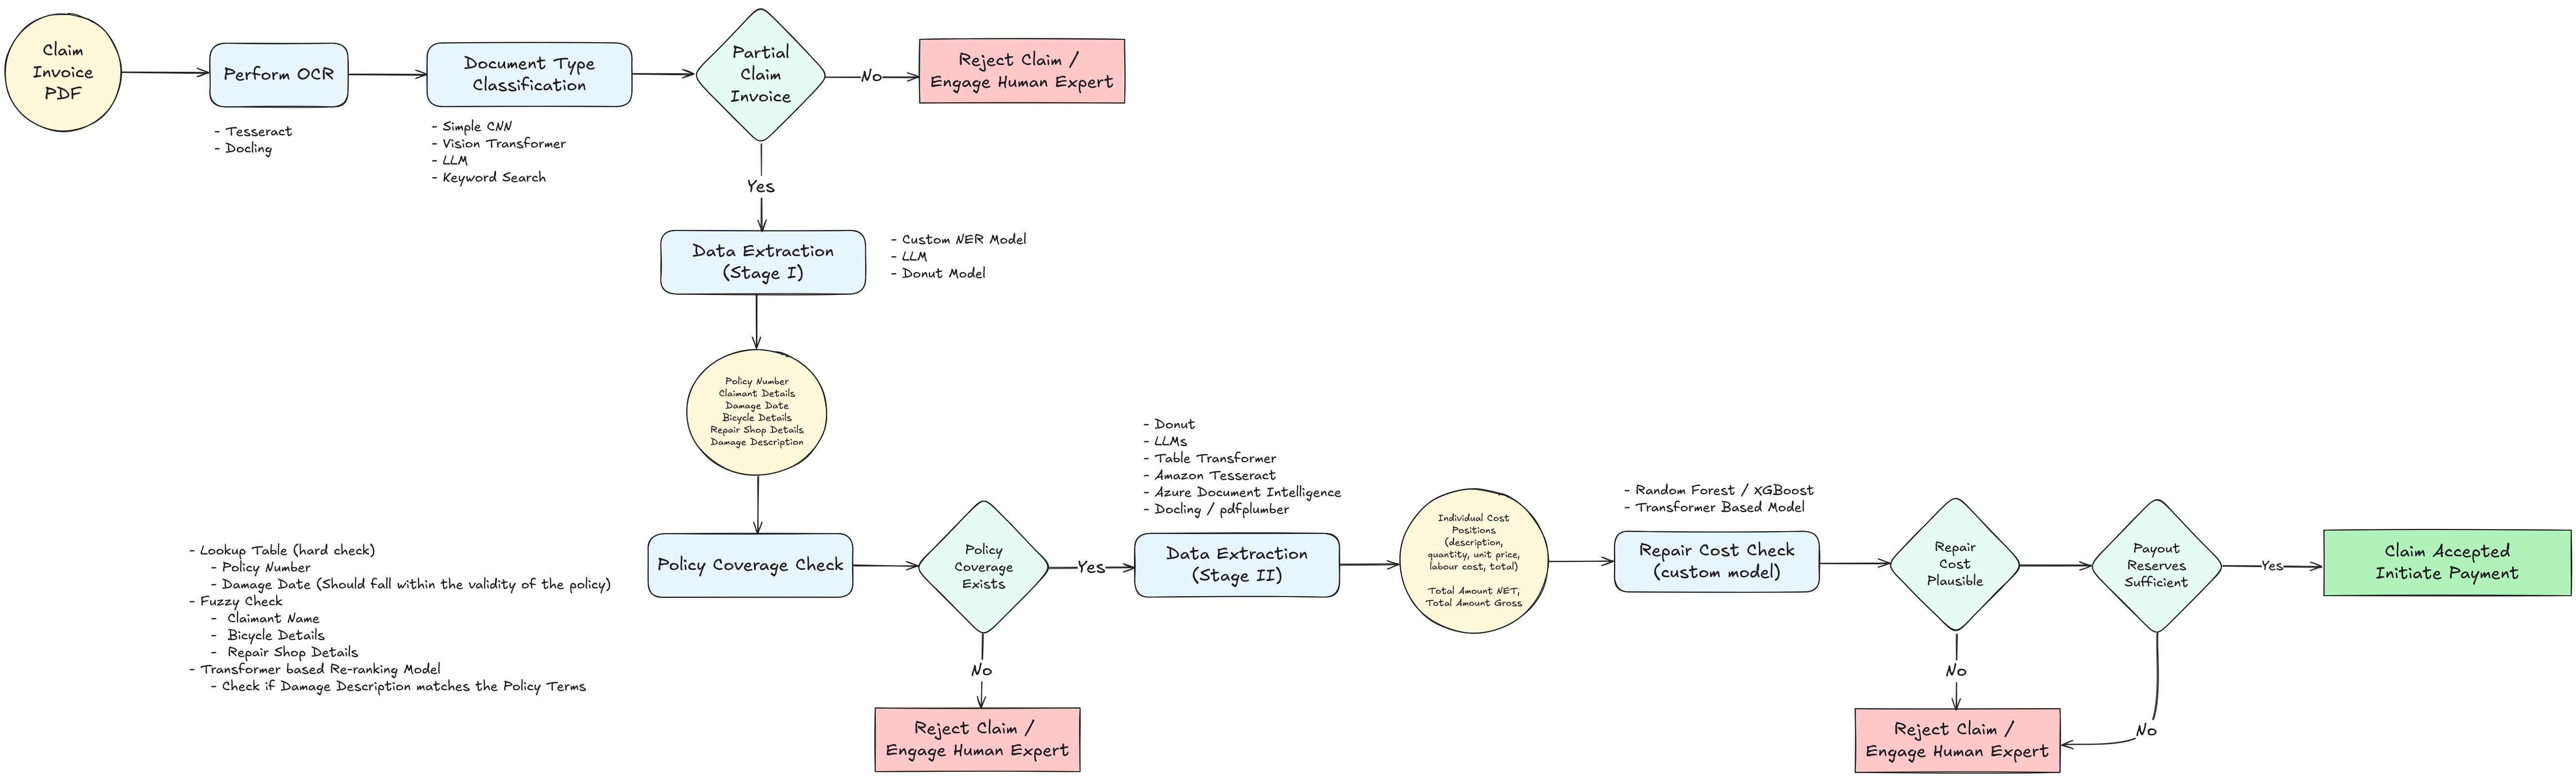 Claim
Invoice
PDF
Perform OCR
- Tesseract
- Docling
Document Type
Classification
- Simple CNN
- Vision Transformer
- LLM
- Keyword Search
Partial
Claim
Invoice
No
Reject Claim /
Engage Human Expert
Yes
Data Extraction
(Stage I)
- Custom NER Model
- LLM
- Donut Model
Policy Number
Claimant Details
Damage Date
Bicycle Details
Repair Shop Details
Damage Description
Policy Coverage Check
- Lookup Table (hard check)
- Policy Number
- Damage Date (Should fall within the validity of the policy)
- Fuzzy Check
- Claimant Name
- Bicycle Details
- Repair Shop Details
- Transformer based Re-ranking Model
- Check if Damage Description matches the Policy Terms
Policy
Coverage
Exists
No
Reject Claim /
Engage Human Expert
Yes
- Donut
- LLMs
- Table Transformer
- Amazon Tesseract
- Azure Document Intelligence
- Docling / pdfplumber
Data Extraction
(Stage II)
Individual Cost
Positions
(description,
quantity, unit price,
labour cost, total)
Total Amount NET,
Total Amount Gross
- Random Forest / XGBoost
- Transformer Based Model
Repair Cost Check
(custom model)
Repair
Cost
Plausible
No
Reject Claim /
Engage Human Expert
Payout
Reserves
Sufficient
No
Yes
Claim Accepted
Initiate Payment